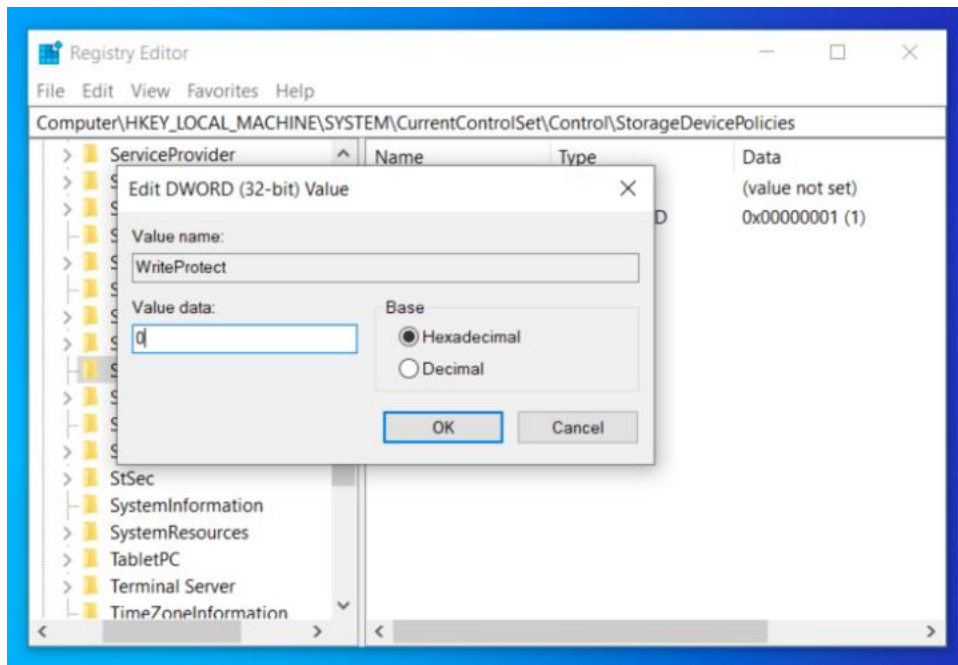 Registry Editor
File Edit View Favorites Help
Computer\HKEY_LOCAL_MACHINE\SYSTEM\CurrentControlSet\Control\StorageDevicePolicies
ServiceProvider
Name Type Data
(value not set)
0x00000001 (1)
Edit DWORD (32-bit) Value
Value name:
WriteProtect
Value data:
0
Base
Hexadecimal
Decimal
OK Cancel
StSec
SystemInformation
SystemResources
TabletPC
Terminal Server
TimeZoneInformation